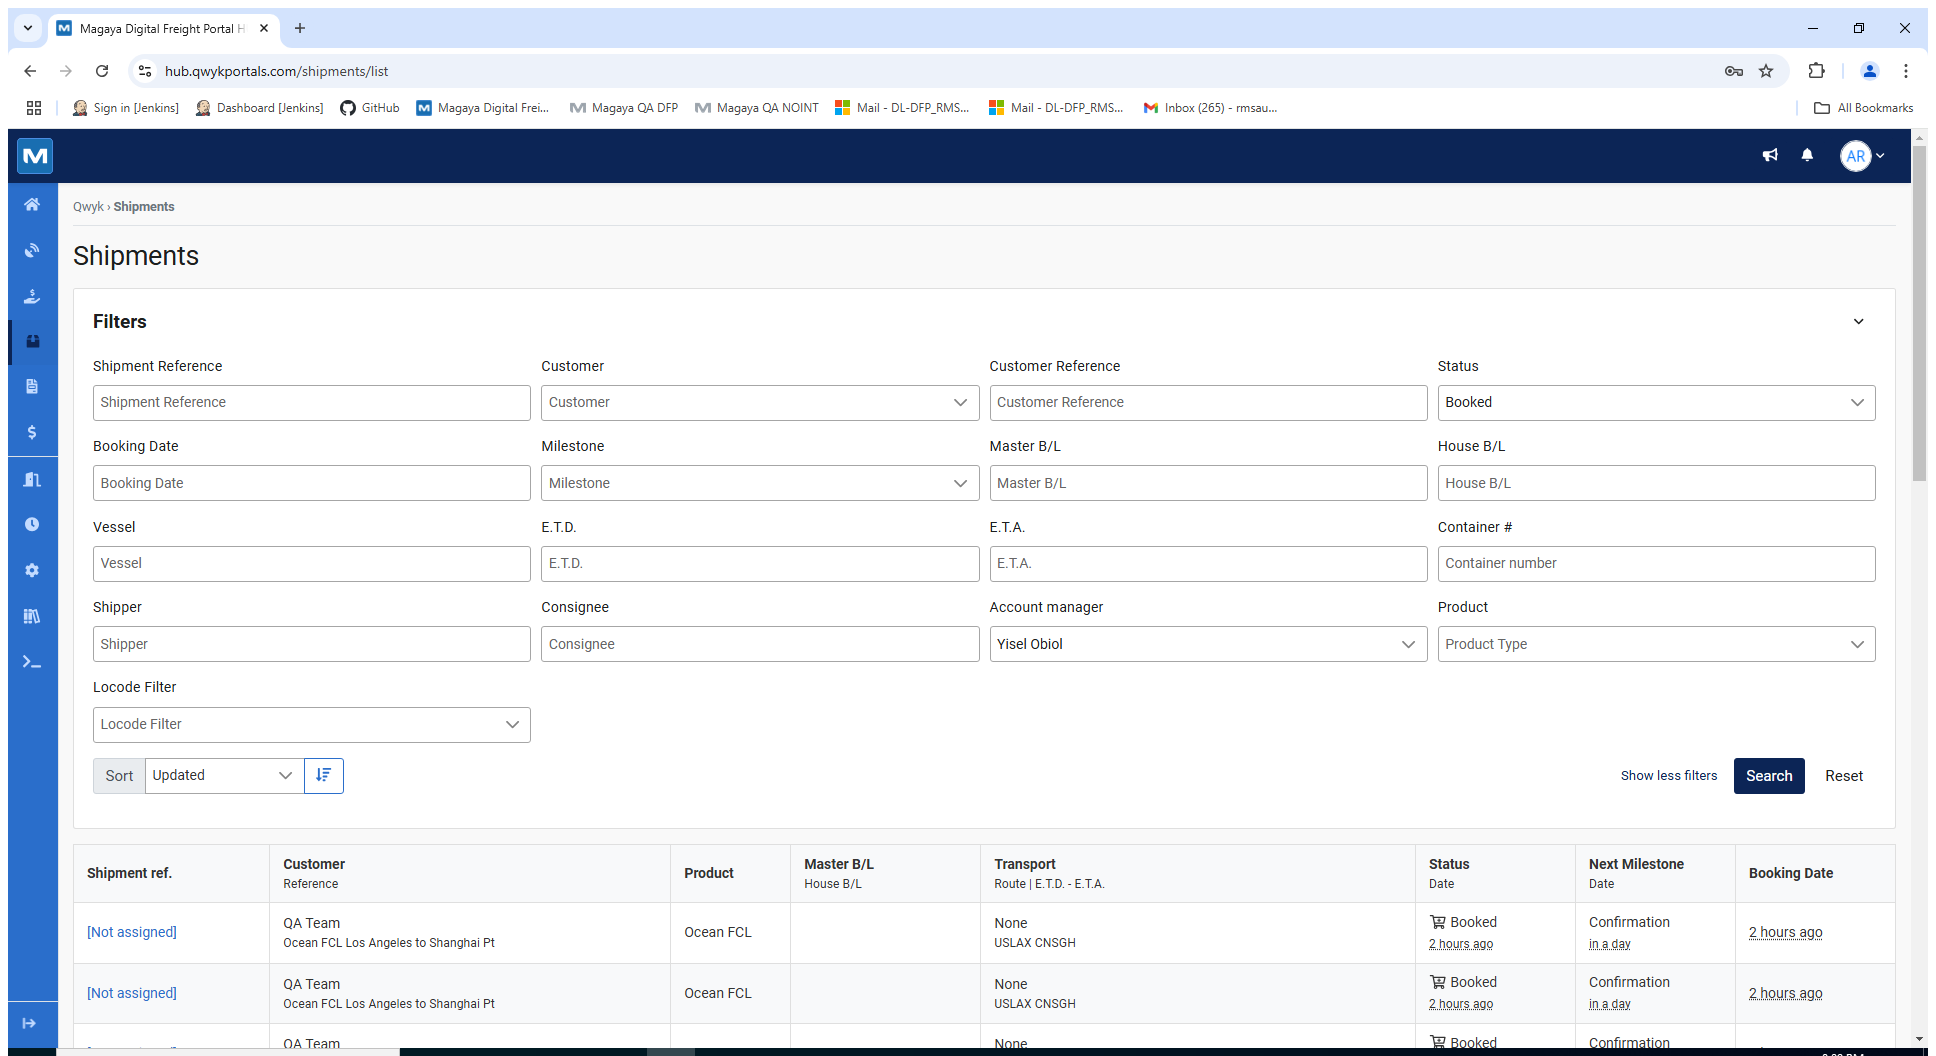 Magaya Digital Freight Portal H
hub.qwykportals.com/shipments/list
Sign in [Jenkins]
Dashboard [Jenkins]
GitHub
Magaya Digital Frei...
Magaya QA DFP
Magaya QA NOINT
Mail - DL-DFP_RMS...
Mail - DL-DFP_RMS...
Inbox (265) - rmsau...
All Bookmarks
M
AR
Qwyk › Shipments
Shipments
Filters
Shipment Reference
Customer
Customer Reference
Status
Shipment Reference
Customer
Customer Reference
Booked
Booking Date
Milestone
Master B/L
House B/L
Booking Date
Milestone
Master B/L
House B/L
Vessel
E.T.D.
E.T.A.
Container #
Vessel
E.T.D.
E.T.A.
Container number
Shipper
Consignee
Account manager
Product
Shipper
Consignee
Yisel Obiol
Product Type
Locode Filter
Locode Filter
Sort
Updated
Show less filters
Search
Reset
Shipment ref.
Customer
Reference
Product
Master B/L
House B/L
Transport
Route | E.T.D. - E.T.A.
Status
Date
Next Milestone
Date
Booking Date
[Not assigned]
QA Team
Ocean FCL Los Angeles to Shanghai Pt
Ocean FCL
None
USLAX CNSGH
Booked
2 hours ago
Confirmation
in a day
2 hours ago
[Not assigned]
QA Team
Ocean FCL Los Angeles to Shanghai Pt
Ocean FCL
None
USLAX CNSGH
Booked
2 hours ago
Confirmation
in a day
2 hours ago
QA Team
None
Booked
Confirmation